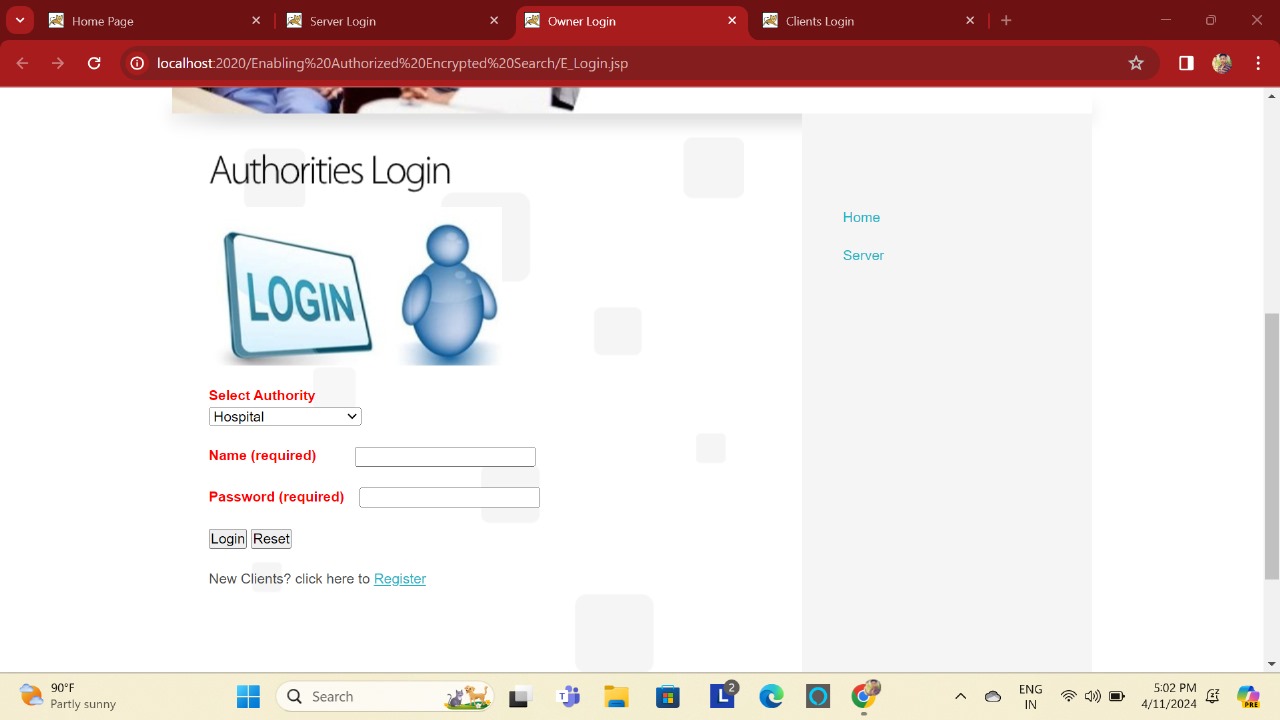 Home Page
Server Login
Owner Login
Clients Login
localhost:2020/Enabling%20Authorized%20Encrypted%20Search/E_Login.jsp
Authorities Login
Home
Server
LOGIN
Select Authority
Hospital
Name (required)
Password (required)
Login Reset
New Clients? click here to Register
90°F
Partly sunny
Search
L 2
PRE
ENG
IN
5:02 PM
4/11/2024